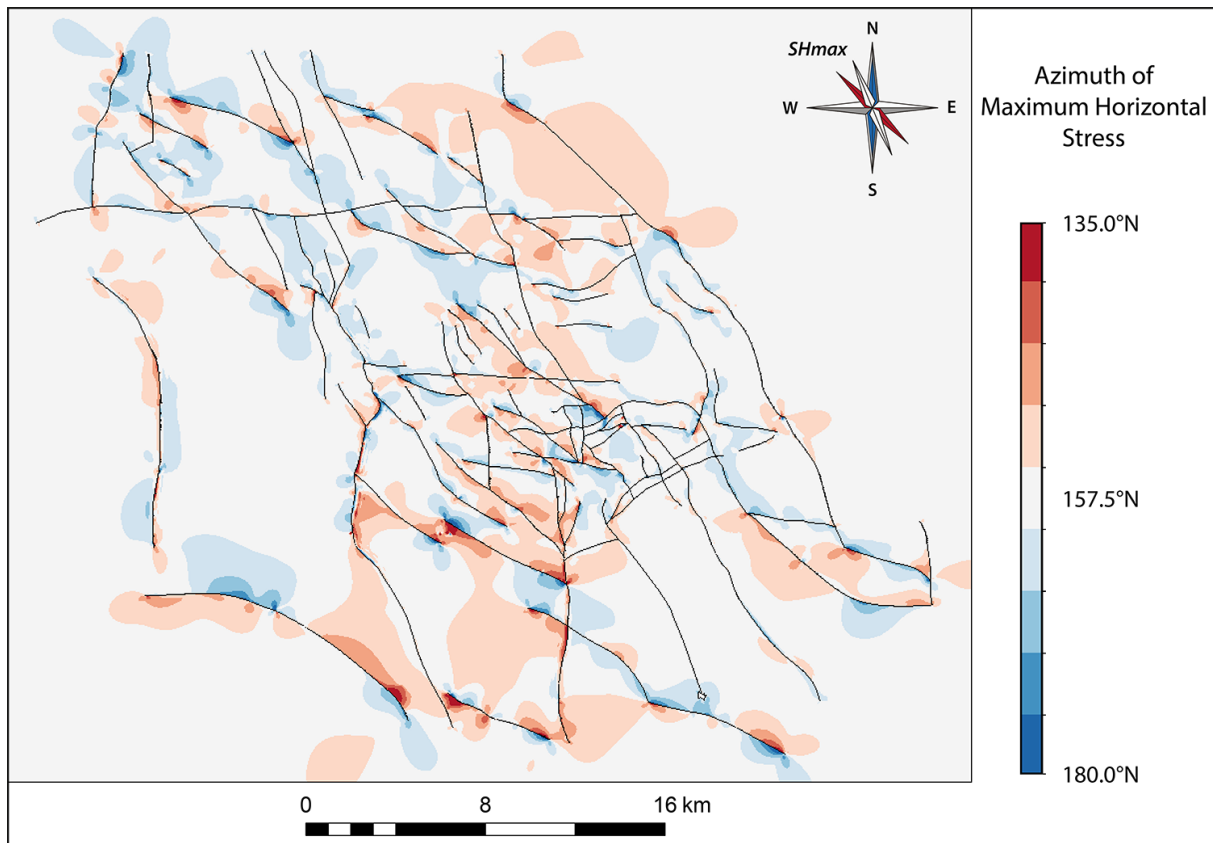 N
SHmax
W
E
S
Azimuth of
Maximum Horizontal
Stress
135.0°N
157.5°N
180.0°N
0
8
16 km